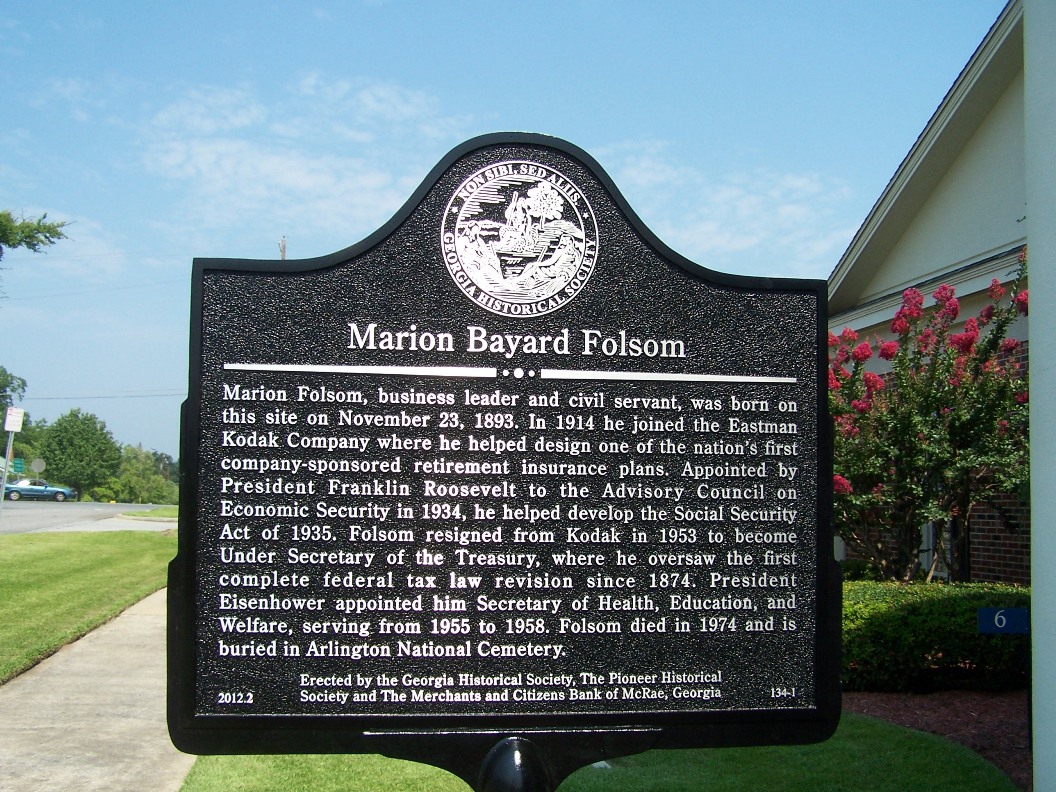 NON SIBI, SED ALIIS
GEORGIA HISTORICAL SOCIETY
Marion Bayard Folsom
Marion Folsom, business leader and civil servant, was born on
this site on November 23, 1893. In 1914 he joined the Eastman
Kodak Company where he helped design one of the nation's first
company-sponsored retirement insurance plans. Appointed by
President Franklin Roosevelt to the Advisory Council on
Economic Security in 1934, he helped develop the Social Security
Act of 1935. Folsom resigned from Kodak in 1953 to become
Under Secretary of the Treasury, where he oversaw the first
complete federal tax law revision since 1874. President
Eisenhower appointed him Secretary of Health, Education, and
Welfare, serving from 1955 to 1958. Folsom died in 1974 and is
buried in Arlington National Cemetery.
Erected by the Georgia Historical Society, The Pioneer Historical
Society and The Merchants and Citizens Bank of McRae, Georgia
2012.2
134-1
6